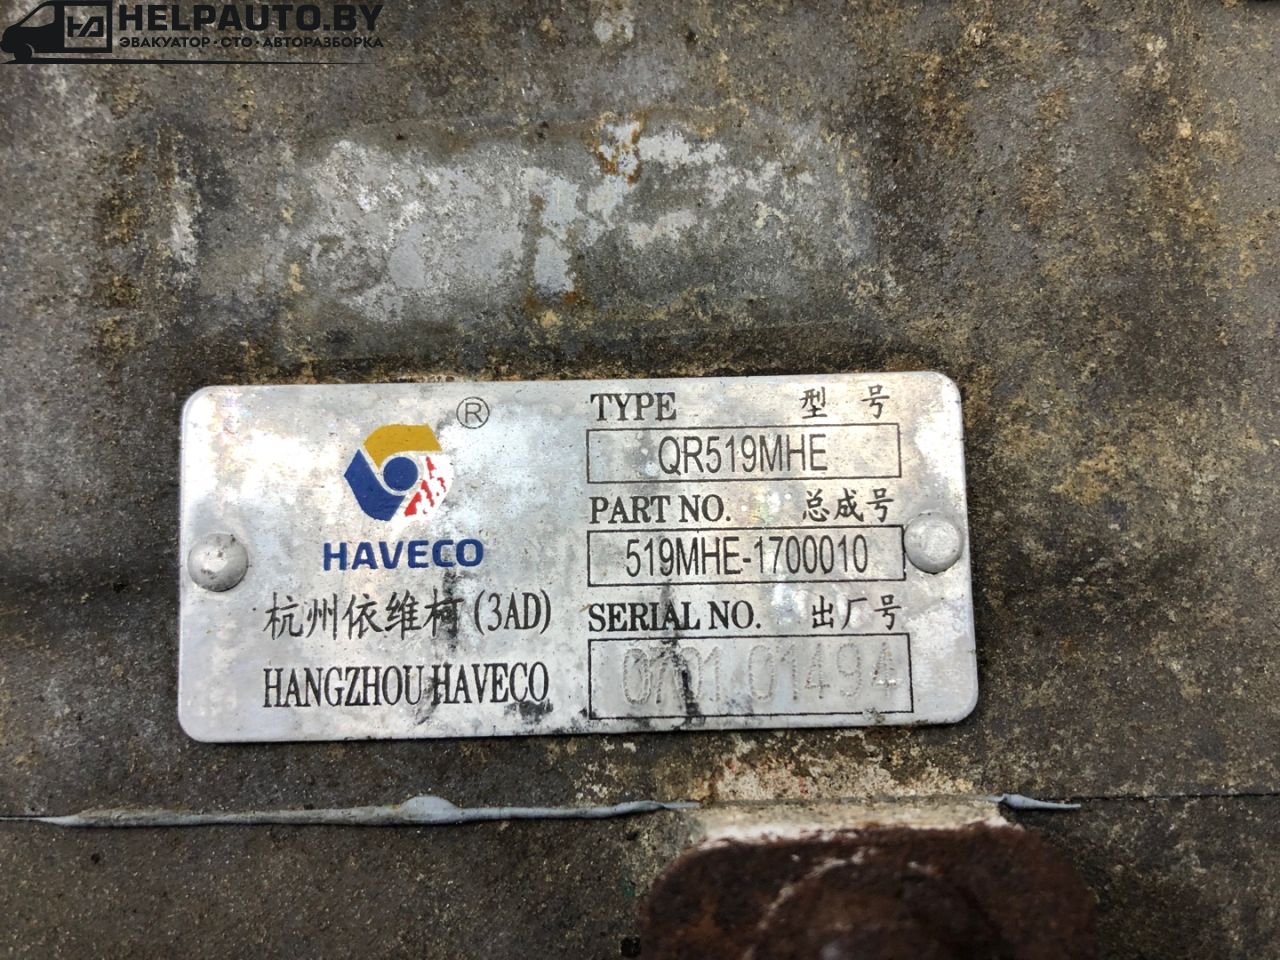 HELPAUTO.BY
ЭВАКУАТОР · СТО · АВТОРАЗБОРКА
®
HAVECO
杭州依维柯(3AD)
HANGZHOU HAVECO
TYPE 型号
QR519MHE
PART NO. 总成号
519MHE-1700010
SERIAL NO. 出厂号
01494